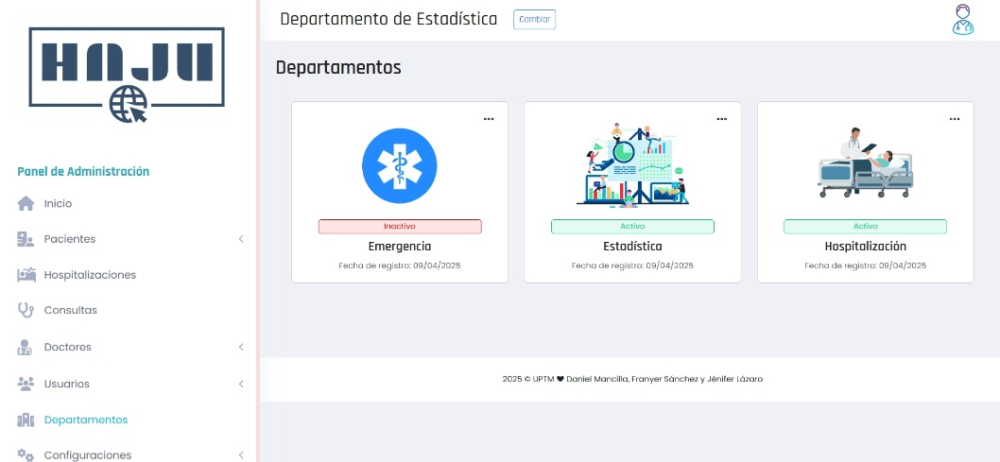 HNJU
Panel de Administración
Inicio
Pacientes
Hospitalizaciones
Consultas
Doctores
Usuarios
Departamentos
Configuraciones
Departamento de Estadística
Cambiar
Departamentos
Inactivo
Emergencia
Fecha de registro: 09/04/2025
Activo
Estadística
Fecha de registro: 09/04/2025
Activo
Hospitalización
Fecha de registro: 09/04/2025
2025 © UPTM ❤ Daniel Mancilla, Franyer Sánchez y Jénifer Lázaro